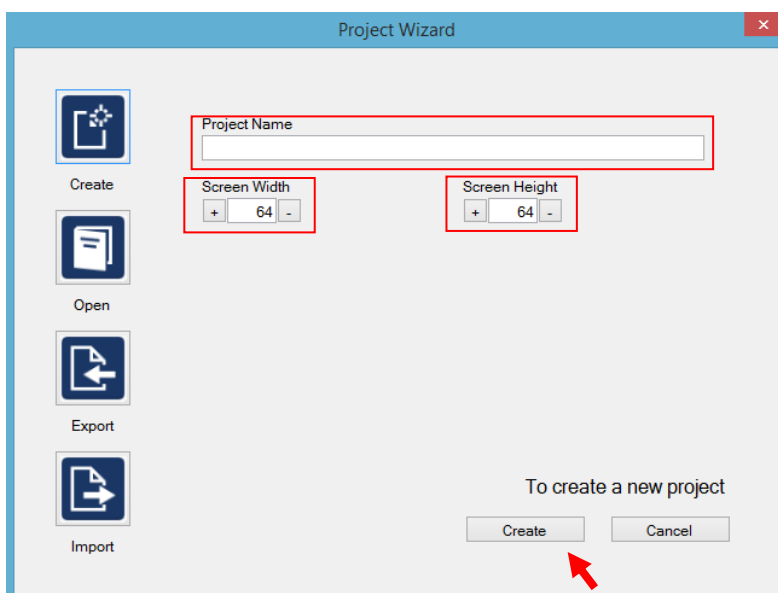 Project Wizard
Create
Project Name
Screen Width Screen Height
+ 64 - + 64 -
Open
Export
To create a new project
Create Cancel
Import